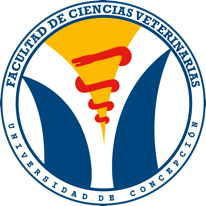 FACULTAD DE CIENCIAS VETERINARIAS
UNIVERSIDAD DE CONCEPCIÓN